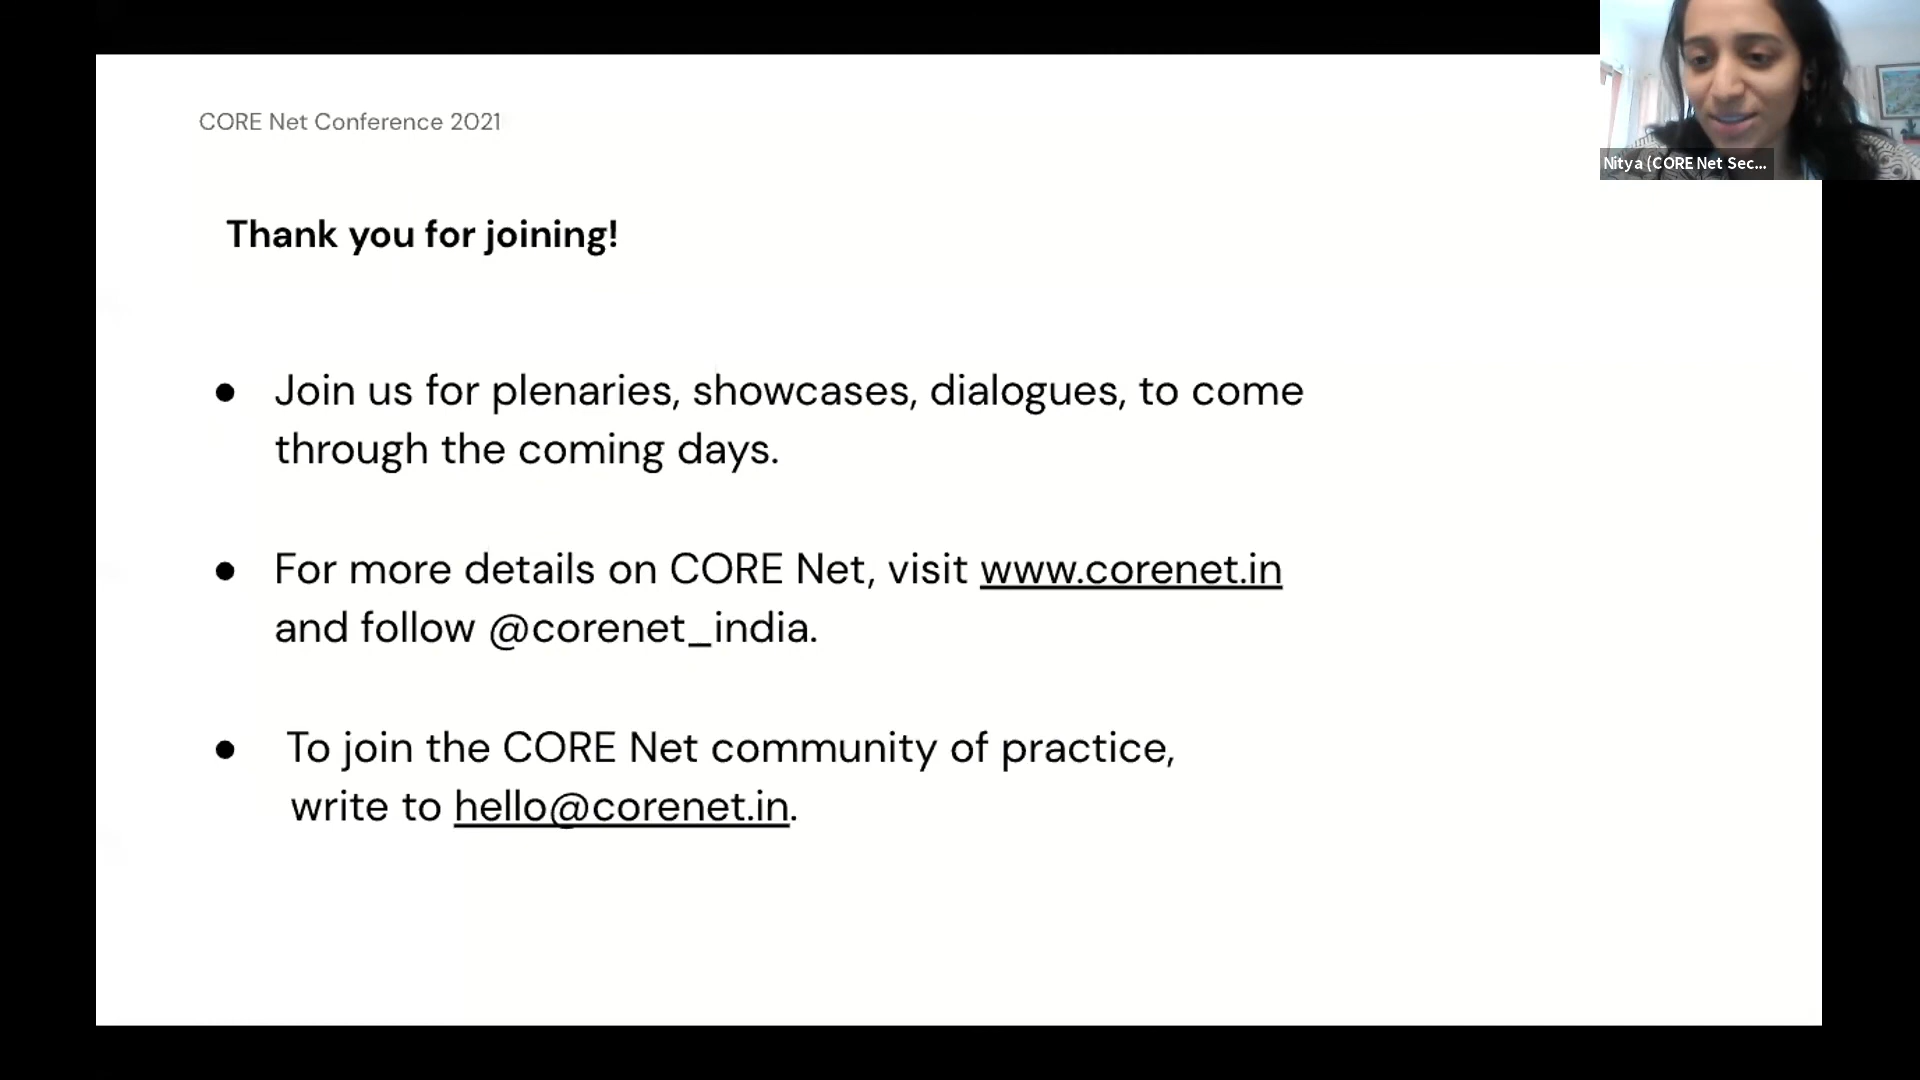 CORE Net Conference 2021
Nitya (CORE Net Sec...
Thank you for joining!
● Join us for plenaries, showcases, dialogues, to come
through the coming days.
● For more details on CORE Net, visit www.corenet.in
and follow @corenet_india.
● To join the CORE Net community of practice,
write to hello@corenet.in.